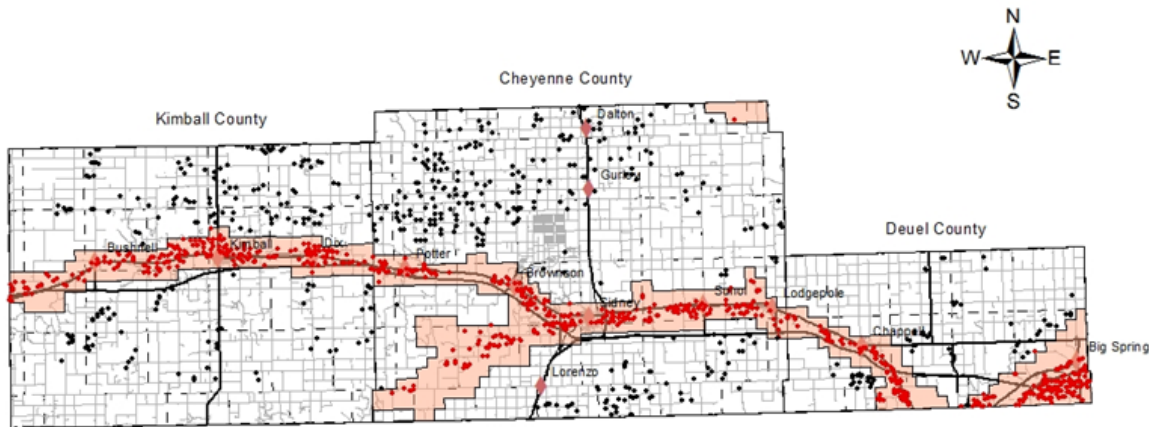 N
W E
S
Cheyenne County
Kimball County
Dalton
Gurley
Deuel County
Bushnell
Kimball
Dix
Potter
Brownson
Sidney
Sunol
Lodgepole
Chappell
Big Spring
Lorenzo